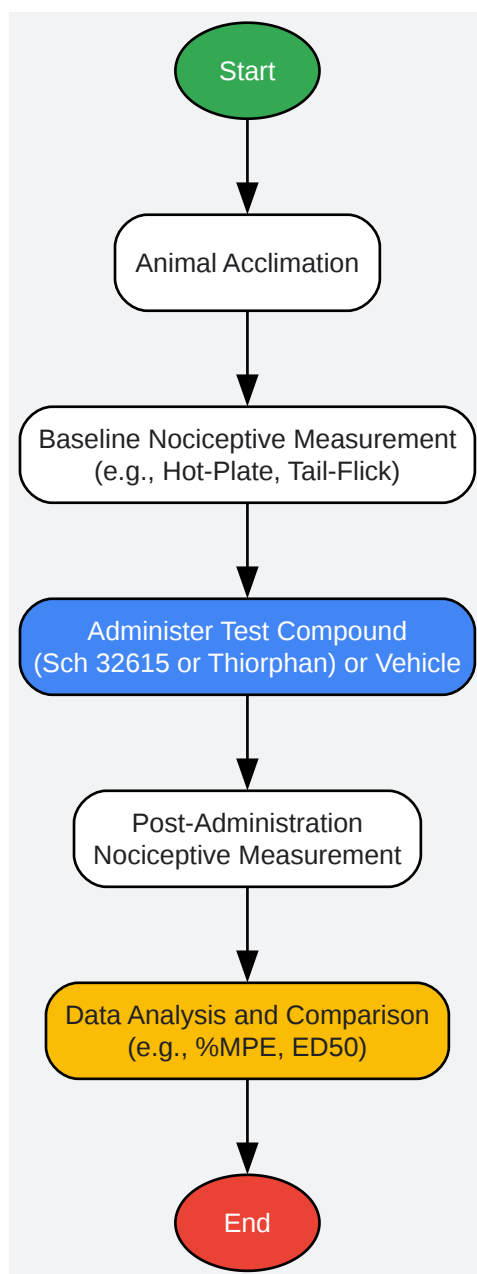 Start
Animal Acclimation
Baseline Nociceptive Measurement
(e.g., Hot-Plate, Tail-Flick)
Administer Test Compound
(Sch 32615 or Thiorphan) or Vehicle
Post-Administration
Nociceptive Measurement
Data Analysis and Comparison
(e.g., %MPE, ED50)
End